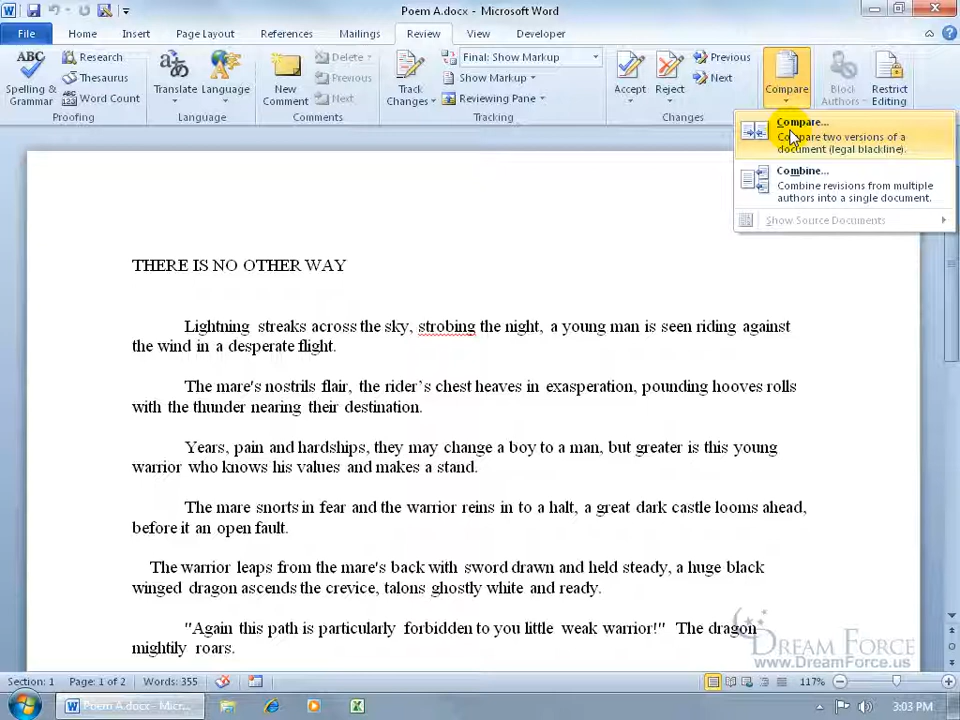 Poem A.docx - Microsoft Word
File Home Insert Page Layout References Mailings Review View Developer
ABC Spelling & Grammar
Research
Thesaurus
ABC 123 Word Count
Proofing
Translate
Language
Language
New Comment
Delete
Previous
Next
Comments
Track Changes
Final: Show Markup
Show Markup
Reviewing Pane
Tracking
Accept
Reject
Previous
Next
Changes
Compare
Block Authors
Restrict Editing
Compare...
Compare two versions of a
document (legal blackline).
Combine...
Combine revisions from multiple
authors into a single document.
Show Source Documents
THERE IS NO OTHER WAY
Lightning streaks across the sky, strobing the night, a young man is seen riding against
the wind in a desperate flight.
The mare's nostrils flair, the rider's chest heaves in exasperation, pounding hooves rolls
with the thunder nearing their destination.
Years, pain and hardships, they may change a boy to a man, but greater is this young
warrior who knows his values and makes a stand.
The mare snorts in fear and the warrior reins in to a halt, a great dark castle looms ahead,
before it an open fault.
The warrior leaps from the mare's back with sword drawn and held steady, a huge black
winged dragon ascends the crevice, talons ghostly white and ready.
"Again this path is particularly forbidden to you little weak warrior!" The dragon
mightily roars.
DREAM FORCE
www.DreamForce.us
Section: 1 Page: 1 of 2 Words: 355 117%
Poem A.docx - Micr... 3:03 PM